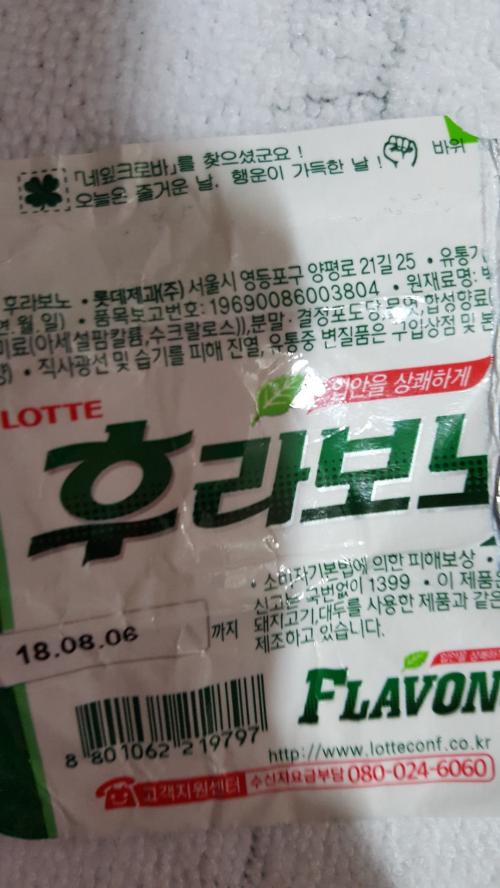 「네잎크로바」를 찾으셨군요 !
오늘은 즐거운 날, 행운이 가득한 날 !
바위
후라보노 • 롯데제과(주) 서울시 영등포구 양평로 21길 25 • 유통기
년.월.일) • 품목보고번호: 19690086003804 • 원재료명:
미료(아세설팜칼륨,수크랄로스)),분말·결정포도당,물엿,합성향료
• 직사광선 및 습기를 피해 진열, 유통중 변질품은 구입상점 및 본
입안을 상쾌하게
LOTTE
후라보노
• 소비자기본법에 의한 피해보상 •
신고는 국번없이 1399 • 이 제품은
돼지고기,대두를 사용한 제품과 같은
제조하고 있습니다.
18.08.06 까지
FLAVON
8 801062 219797
http://www.lotteconf.co.kr
고객지원센터 수신자요금부담 080-024-6060